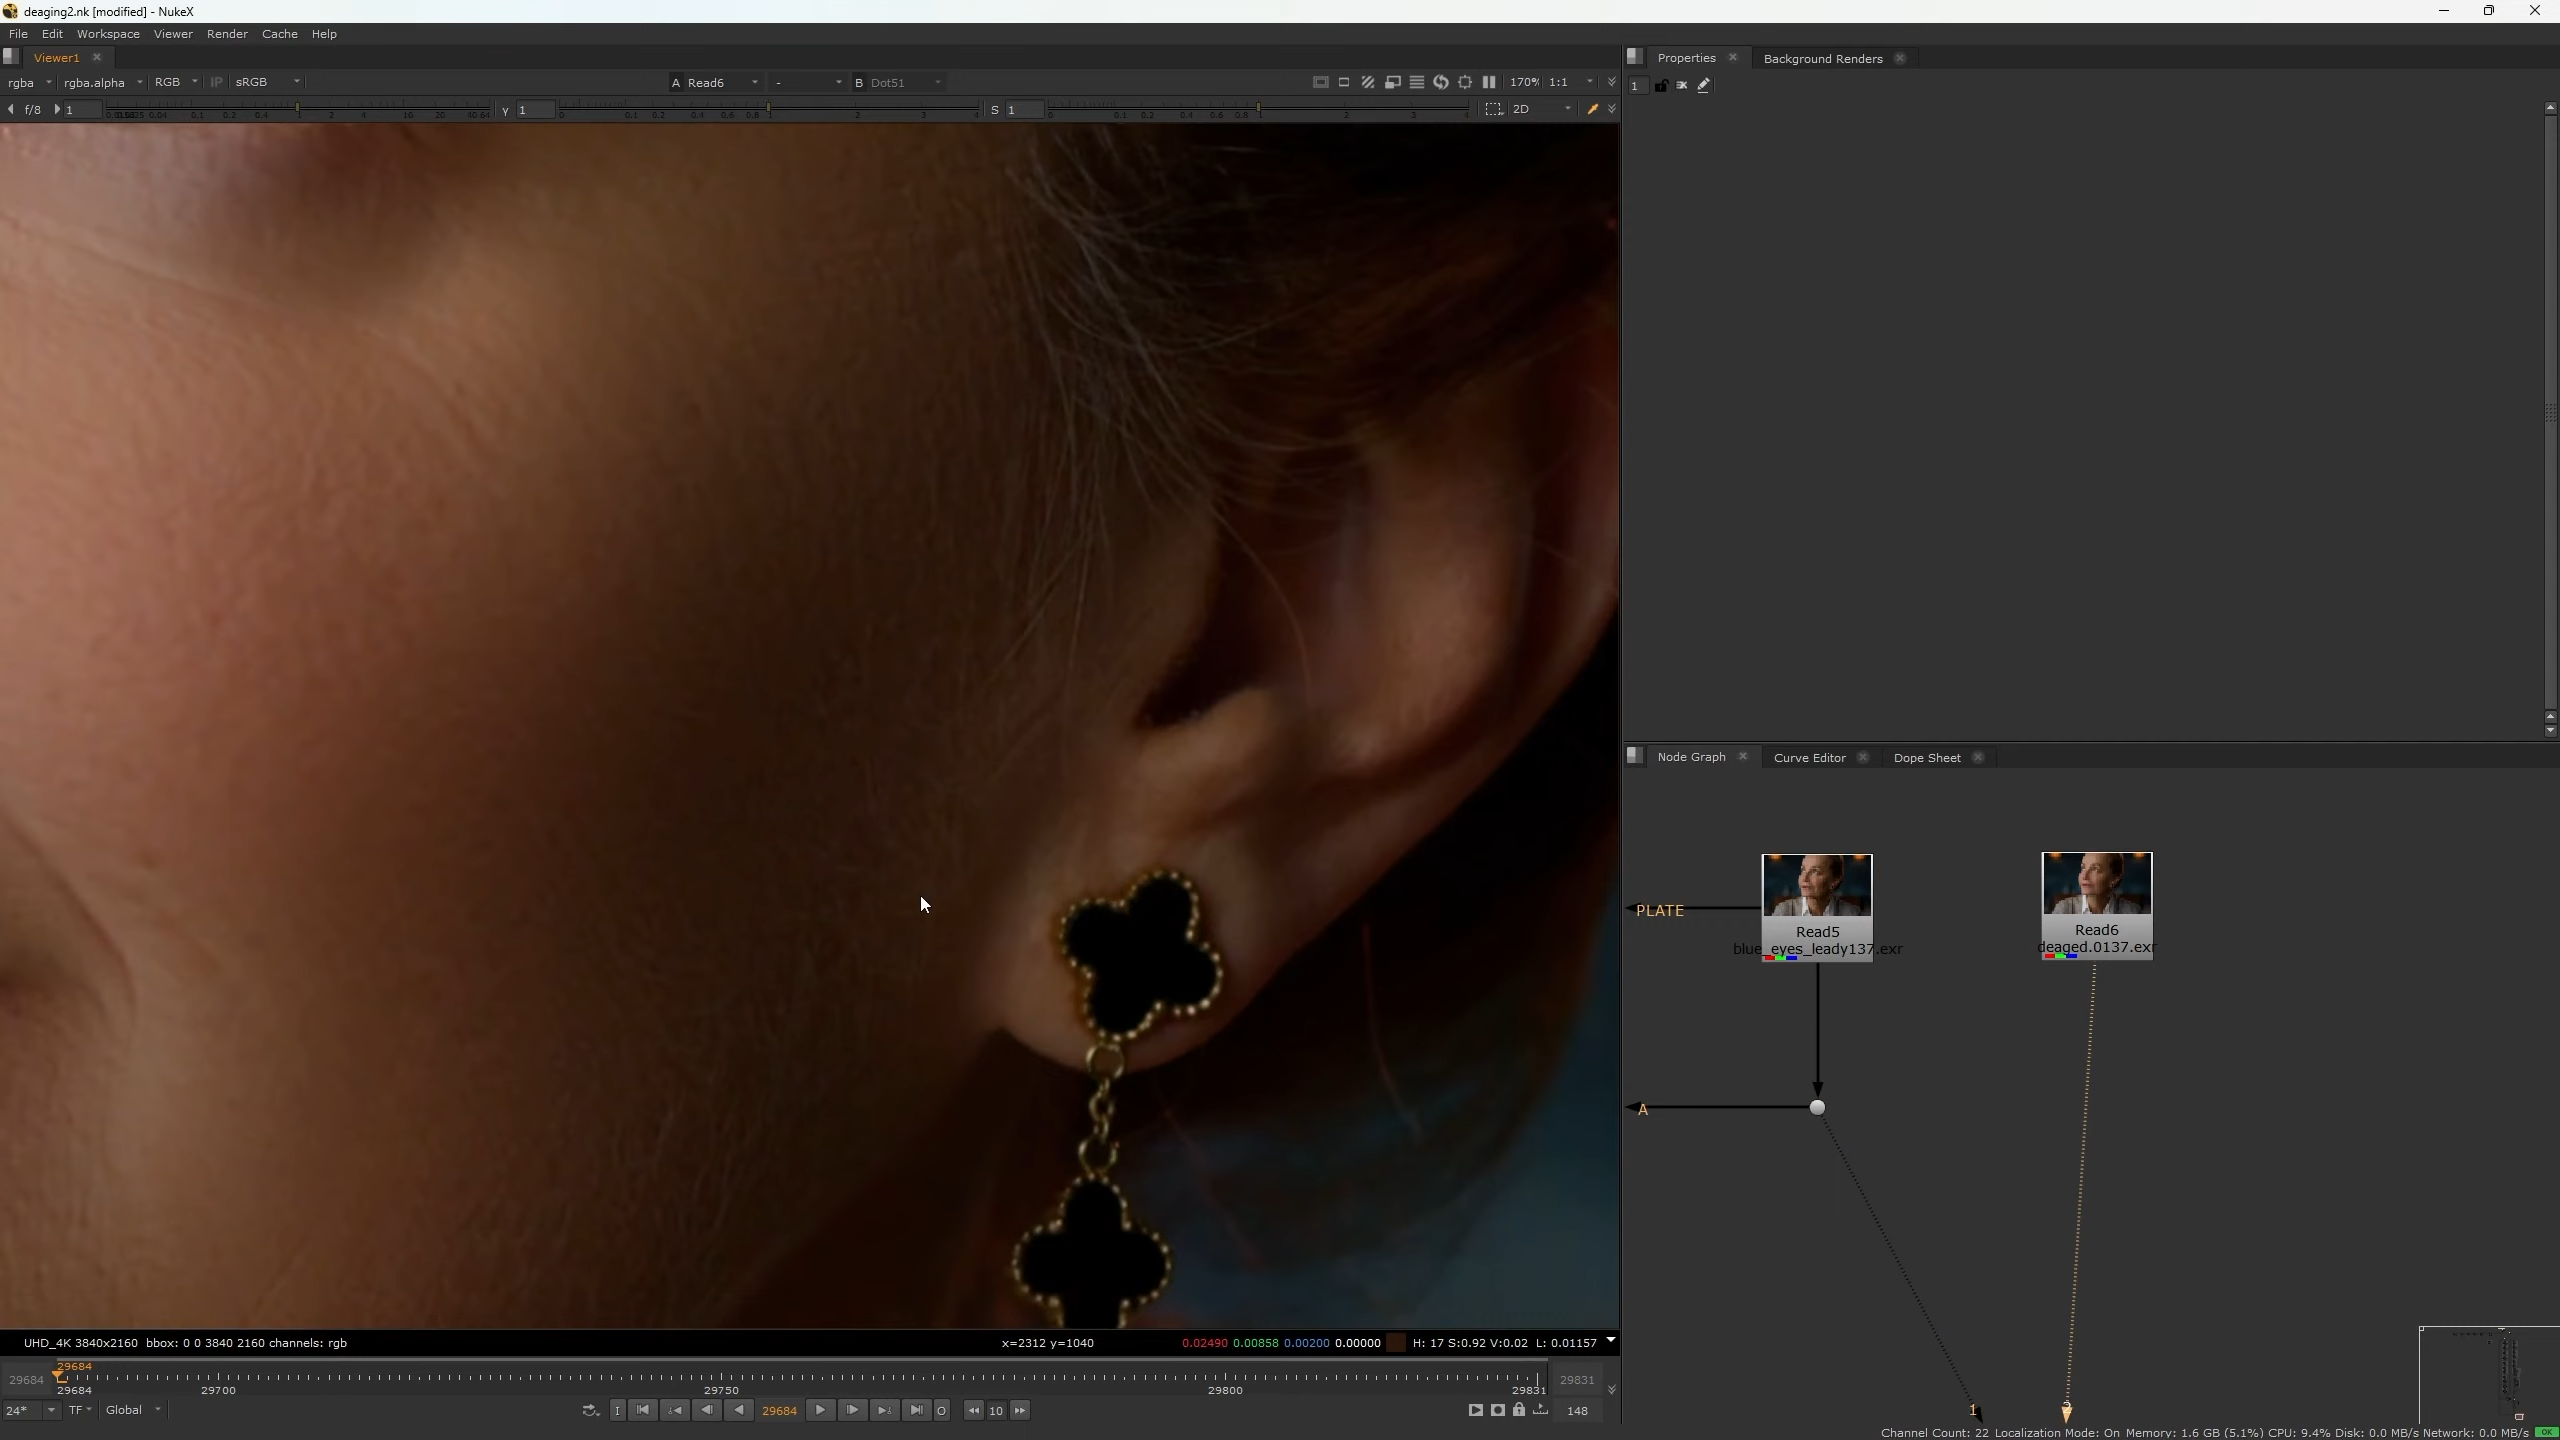 deaging2.nk [modified] - NukeX
File Edit Workspace Viewer Render Cache Help
Viewer1
Properties Background Renders
rgba rgba.alpha RGB IP sRGB A Read6 - B Dot51 170% 1:1
1
f/8 1 γ 1 S 1 2D
PLATE
Node Graph Curve Editor Dope Sheet
Read5
blue_eyes_leady137.exr
Read6
deaged.0137.exr
A
1
2
UHD_4K 3840x2160 bbox: 0 0 3840 2160 channels: rgb x=2312 y=1040 0.02490 0.00858 0.00200 0.00000 H: 17 S:0.92 V:0.02 L: 0.01157
29684
29684 29831
29684 29700 29750 29800 29831
24* TF Global I 29684 O 10 148
Channel Count: 22 Localization Mode: On Memory: 1.6 GB (5.1%) CPU: 9.4% Disk: 0.0 MB/s Network: 0.0 MB/s OK